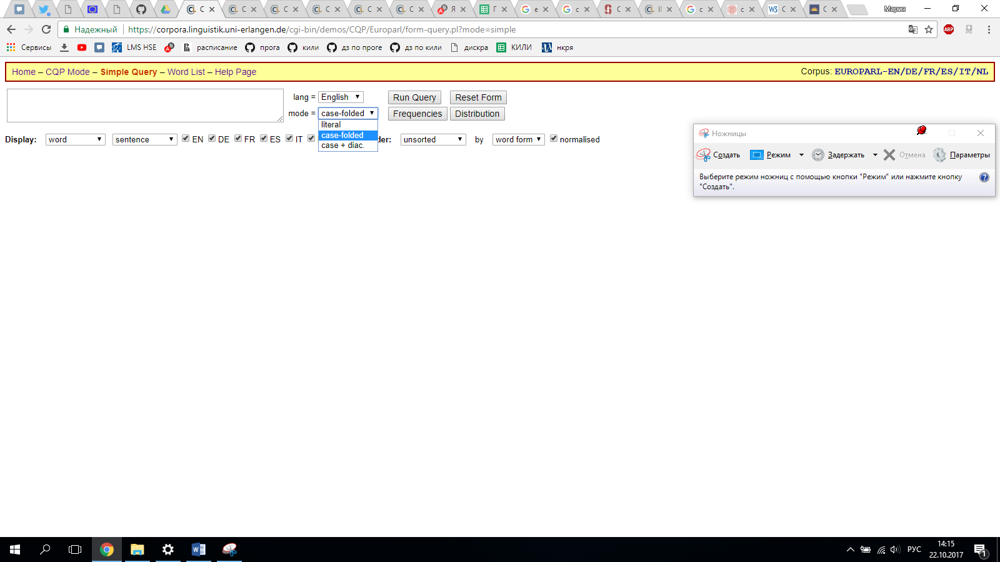 C C C C C C Я Г e c С II c c C C Мария
Надежный https://corpora.linguistik.uni-erlangen.de/cgi-bin/demos/CQP/Europarl/form-query.pl?mode=simple ABP
Сервисы LMS HSE расписание прога кили дз по проге дз по кили дискра КИЛИ нкря
Home – CQP Mode – Simple Query – Word List – Help Page Corpus: EUROPARL-EN/DE/FR/ES/IT/NL
lang = English Run Query Reset Form
mode = case-folded Frequencies Distribution
literal
case-folded
case + diac.
Display: word sentence EN DE FR ES IT der: unsorted by word form normalised
Ножницы
Создать Режим Задержать Отмена Параметры
Выберите режим ножниц с помощью кнопки "Режим" или нажмите кнопку
"Создать".
РУС 14:15
22.10.2017
1